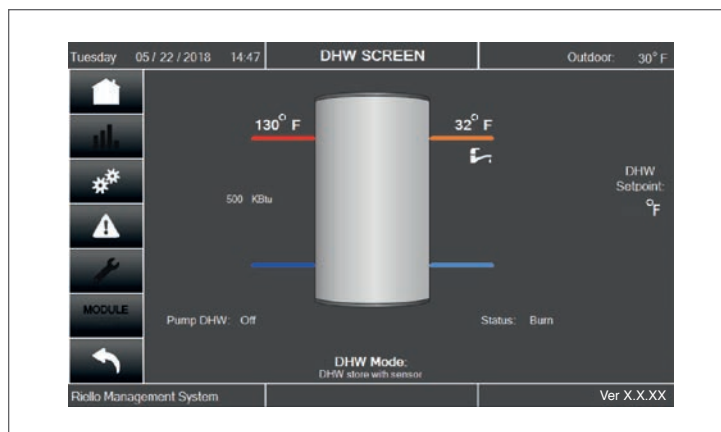 Tuesday 05 / 22 / 2018 14:47 DHW SCREEN Outdoor: 30° F
130° F 32° F
DHW
Setpoint:
°F
500 KBtu
MODULE
Pump DHW: Off Status: Burn
DHW Mode:
DHW store with sensor
Riello Management System Ver X.X.XX